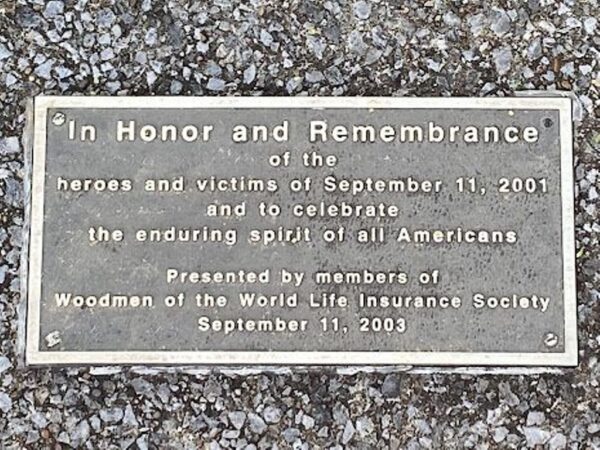 In Honor and Remembrance
of the
heroes and victims of September 11, 2001
and to celebrate
the enduring spirit of all Americans
Presented by members of
Woodmen of the World Life Insurance Society
September 11, 2003